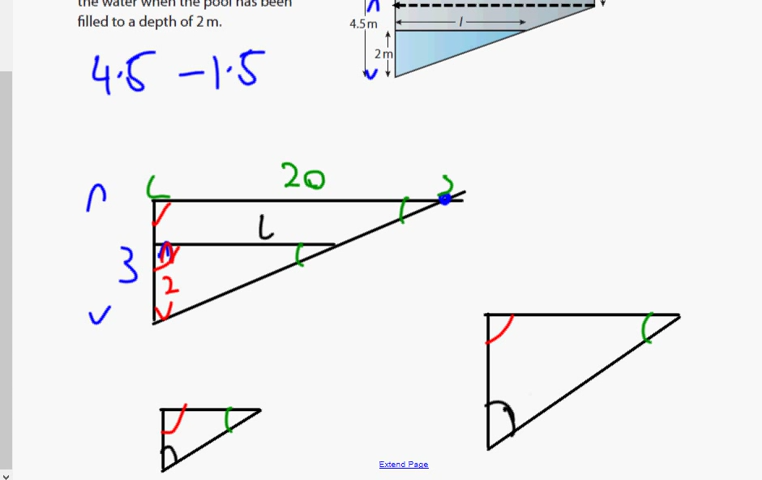 the water when the pool has been
filled to a depth of 2 m.
4.5 m
l
2 m
4.5 - 1.5
20
L
3
2
Extend Page